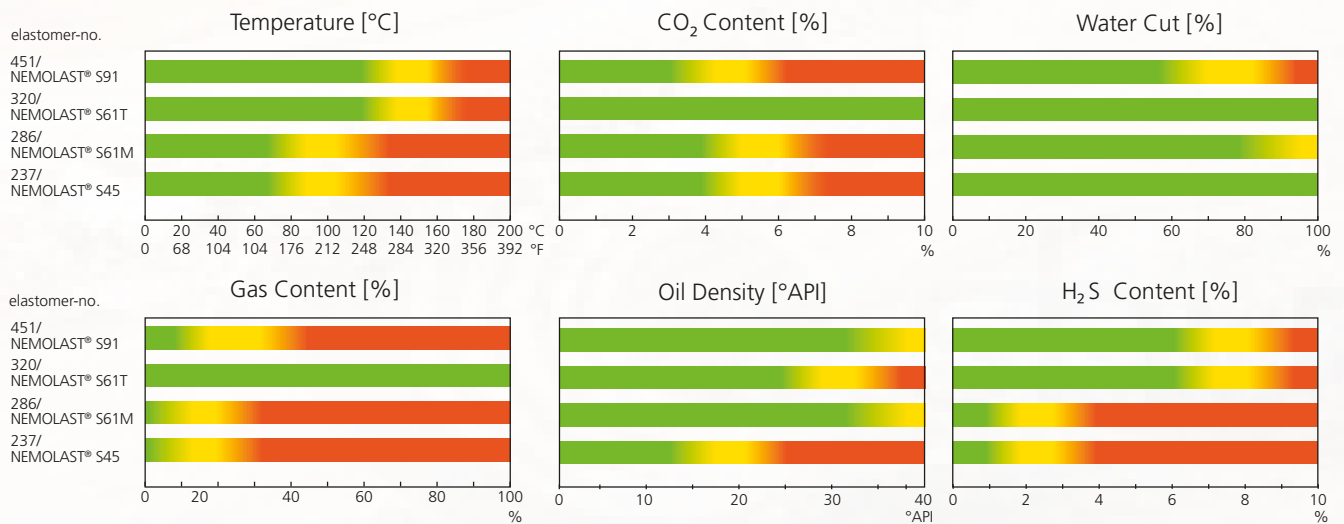 Temperature [°C]
CO₂ Content [%]
Water Cut [%]
elastomer-no.
451/
NEMOLAST® S91
320/
NEMOLAST® S61T
286/
NEMOLAST® S61M
237/
NEMOLAST® S45
0 20 40 60 80 100 120 140 160 180 200 °C
0 68 104 104 176 212 248 284 320 356 392 °F
0 2 4 6 8 10
%
0 20 40 60 80 100
%
Gas Content [%]
Oil Density [°API]
H₂S Content [%]
elastomer-no.
451/
NEMOLAST® S91
320/
NEMOLAST® S61T
286/
NEMOLAST® S61M
237/
NEMOLAST® S45
0 20 40 60 80 100
%
0 10 20 30 40
°API
0 2 4 6 8 10
%